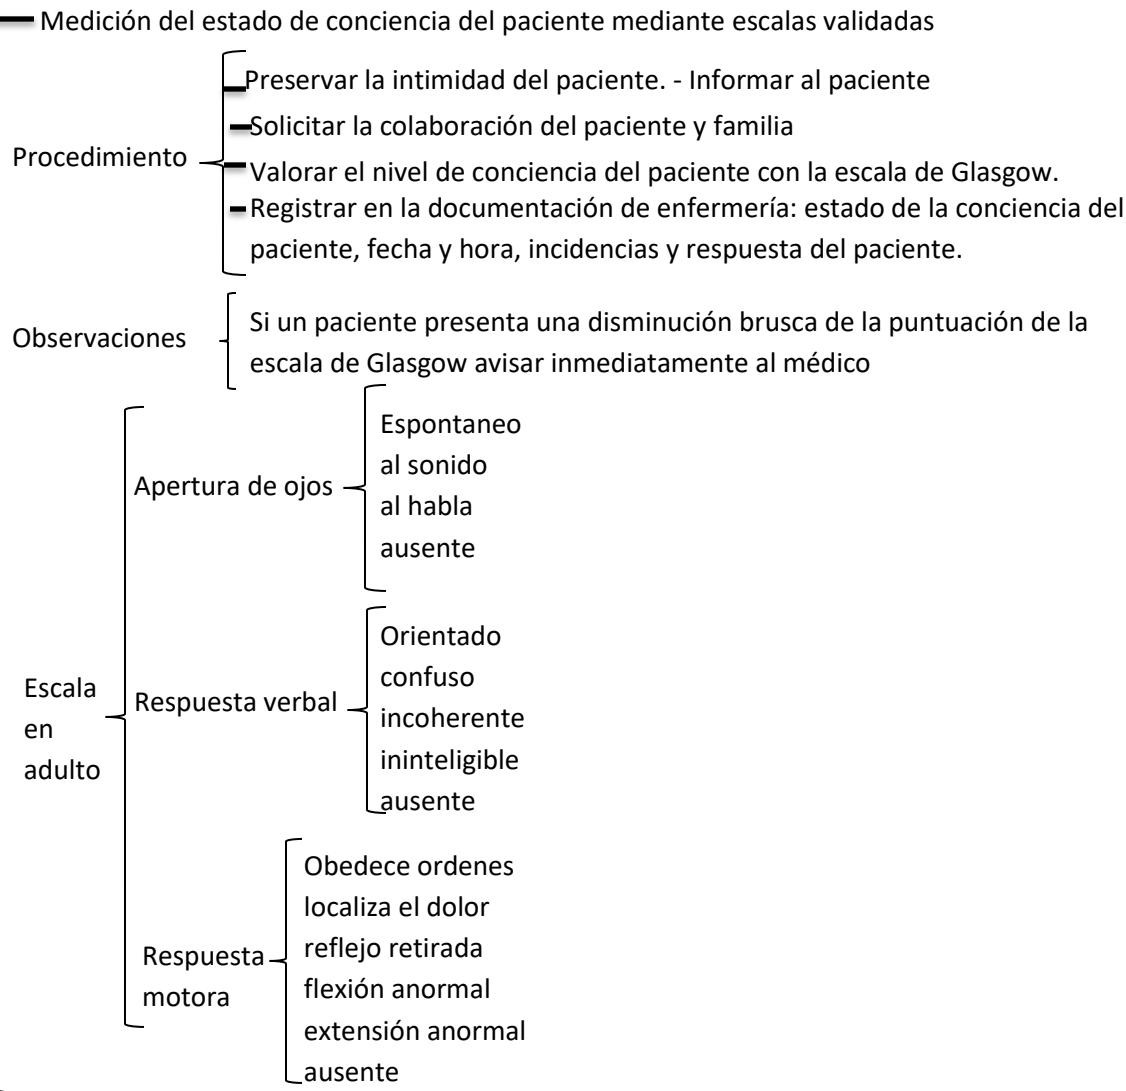 Medición del estado de conciencia del paciente mediante escalas validadas
Procedimiento
Preservar la intimidad del paciente. - Informar al paciente
Solicitar la colaboración del paciente y familia
Valorar el nivel de conciencia del paciente con la escala de Glasgow.
Registrar en la documentación de enfermería: estado de la conciencia del
paciente, fecha y hora, incidencias y respuesta del paciente.
Observaciones
Si un paciente presenta una disminución brusca de la puntuación de la
escala de Glasgow avisar inmediatamente al médico
Escala
en
adulto
Apertura de ojos
Espontaneo
al sonido
al habla
ausente
Respuesta verbal
Orientado
confuso
incoherente
ininteligible
ausente
Respuesta
motora
Obedece ordenes
localiza el dolor
reflejo retirada
flexión anormal
extensión anormal
ausente